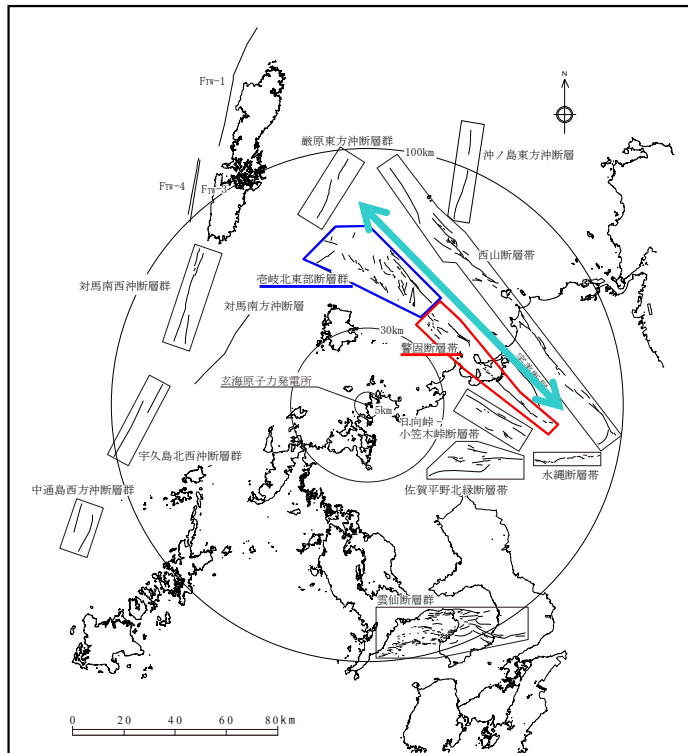 N
FTW-1
厳原東方沖断層群
100km
沖ノ島東方沖断層
FTW-4
FTW-3
西山断層帯
対馬南西沖断層群
壱岐北東部断層群
対馬南方沖断層
30km
警固断層帯
玄海原子力発電所
5km
日向峠-
小笠木峠断層帯
宇久島北西沖断層群
水縄断層帯
佐賀平野北縁断層帯
中通島西方沖断層群
雲仙断層群
0 20 40 60 80km